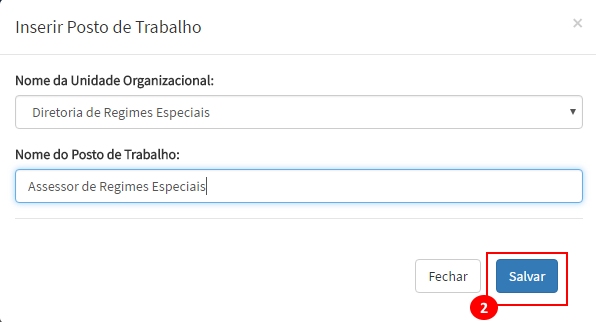 Inserir Posto de Trabalho ×
Nome da Unidade Organizacional:
Diretoria de Regimes Especiais
Nome do Posto de Trabalho:
Assessor de Regimes Especiais
Fechar Salvar
2